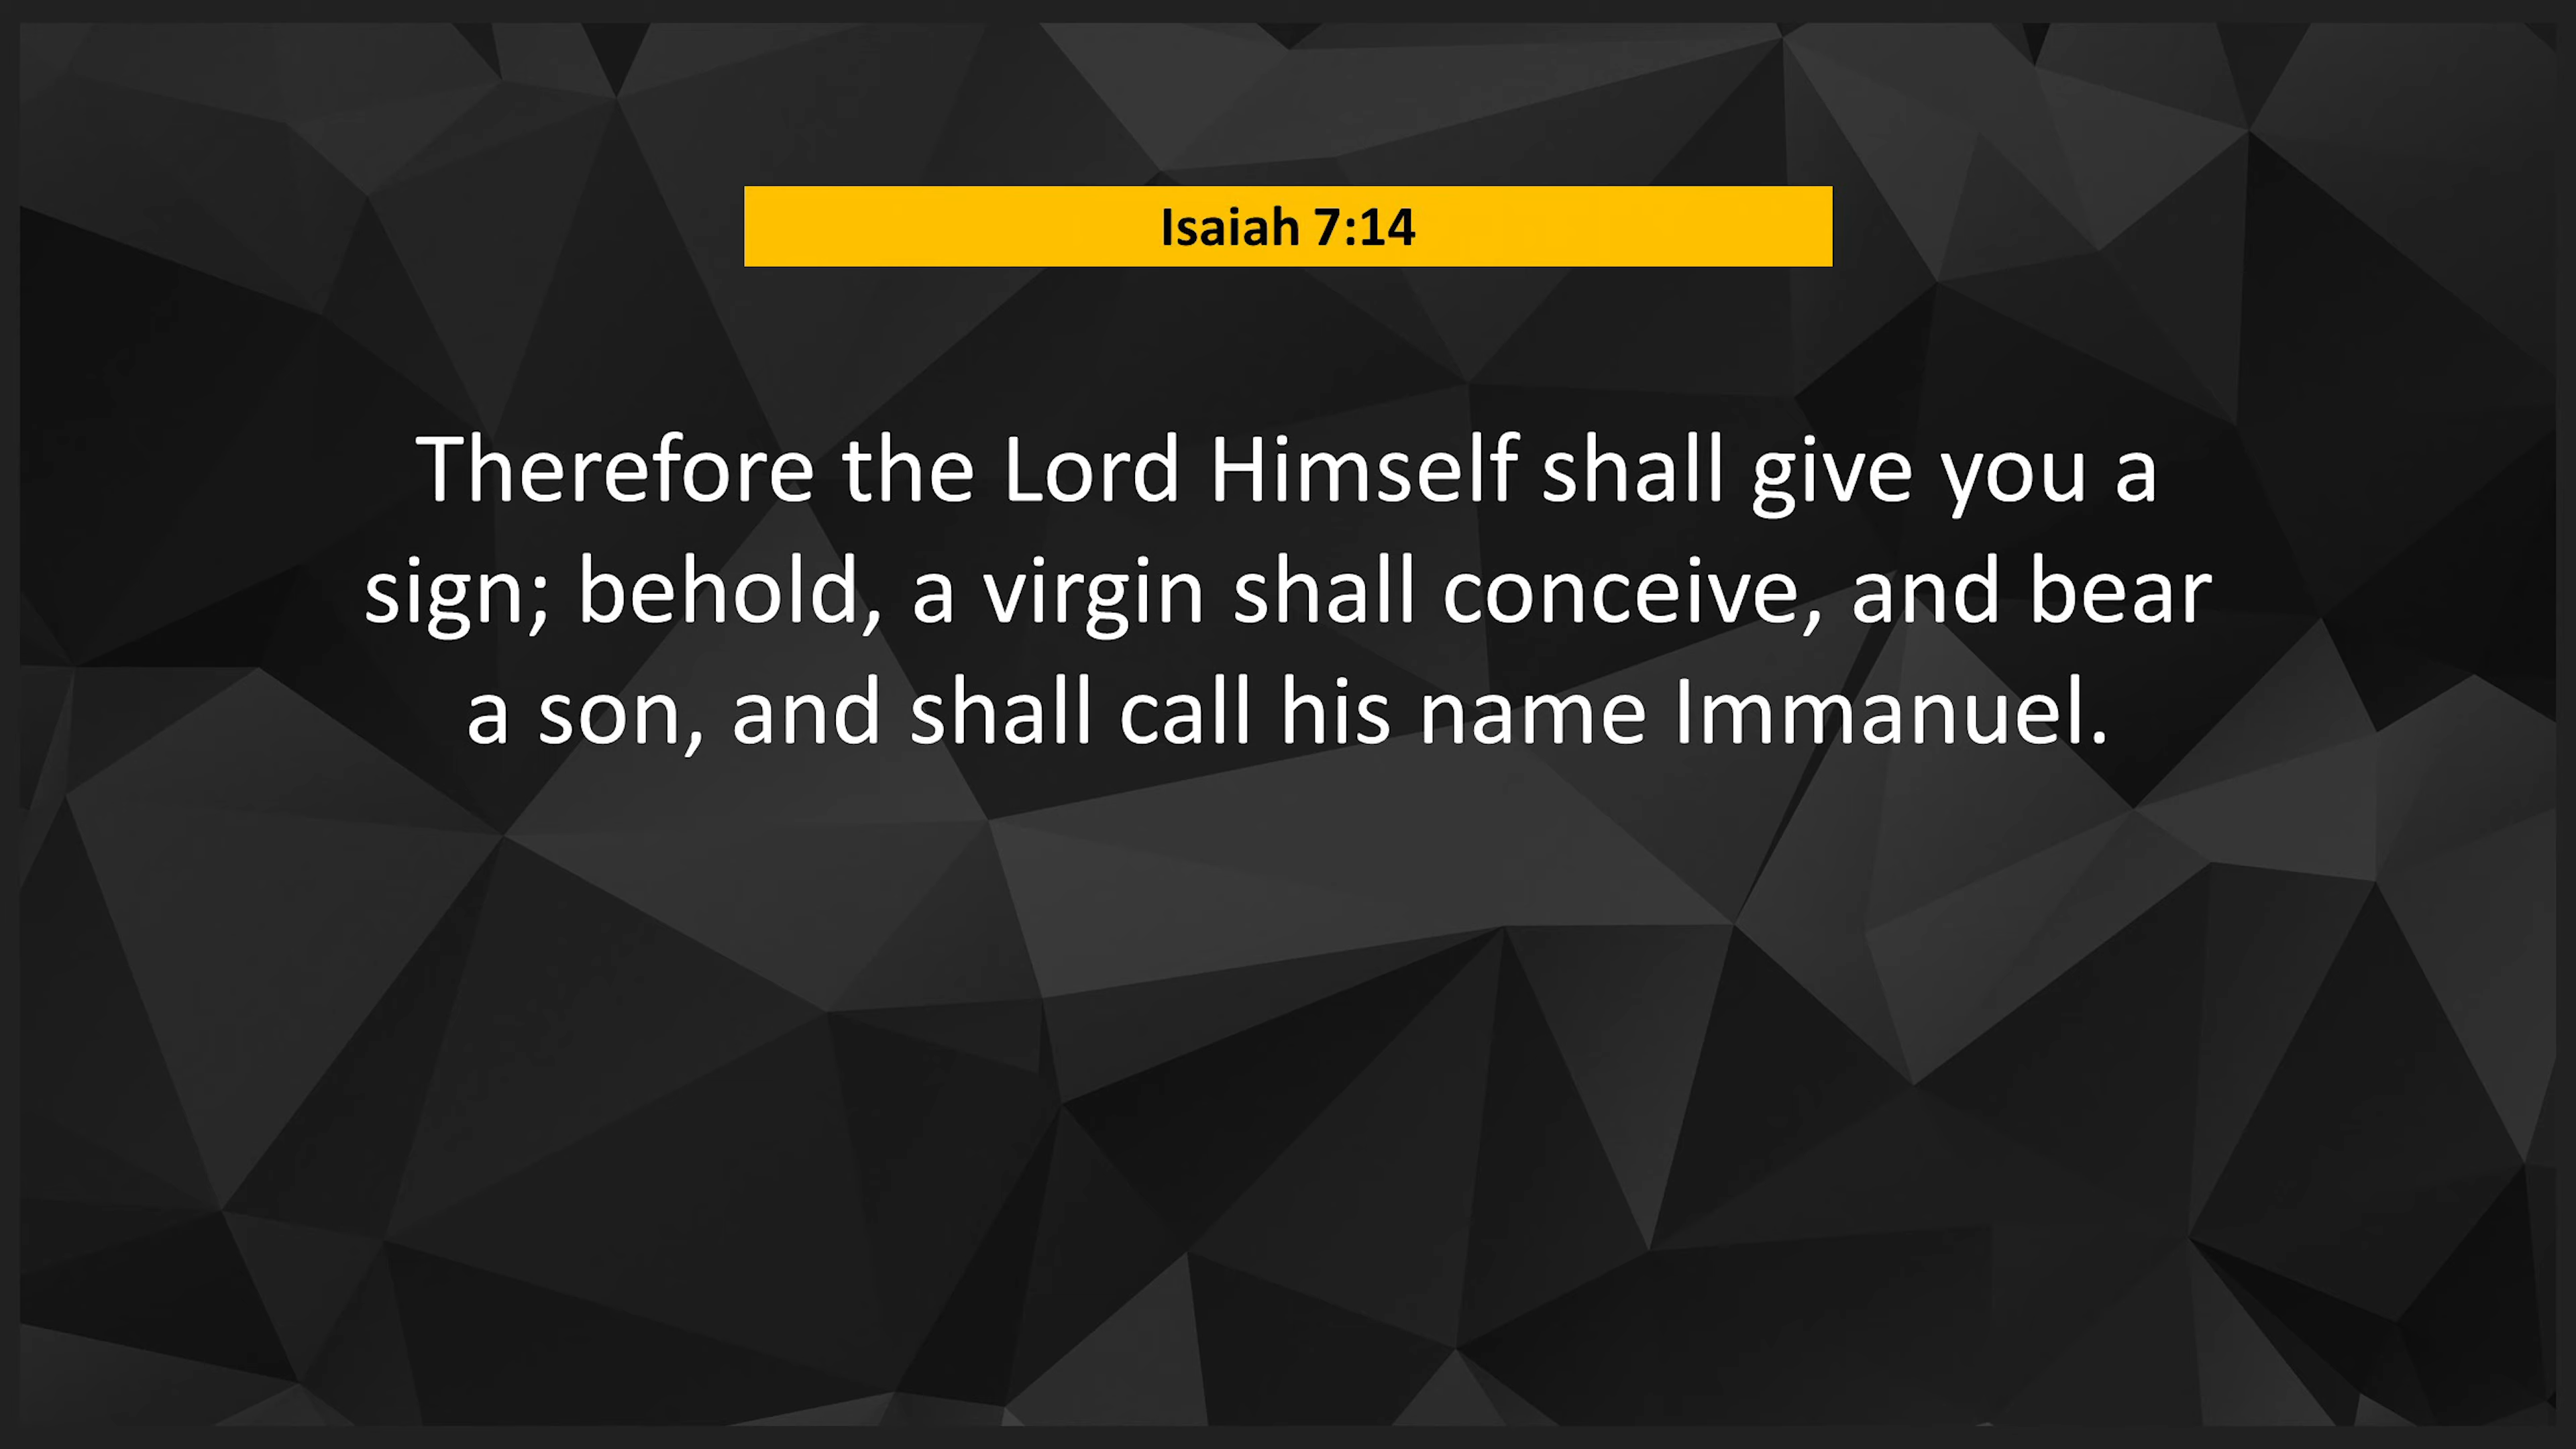 Isaiah 7:14
Therefore the Lord Himself shall give you a
sign; behold, a virgin shall conceive, and bear
a son, and shall call his name Immanuel.